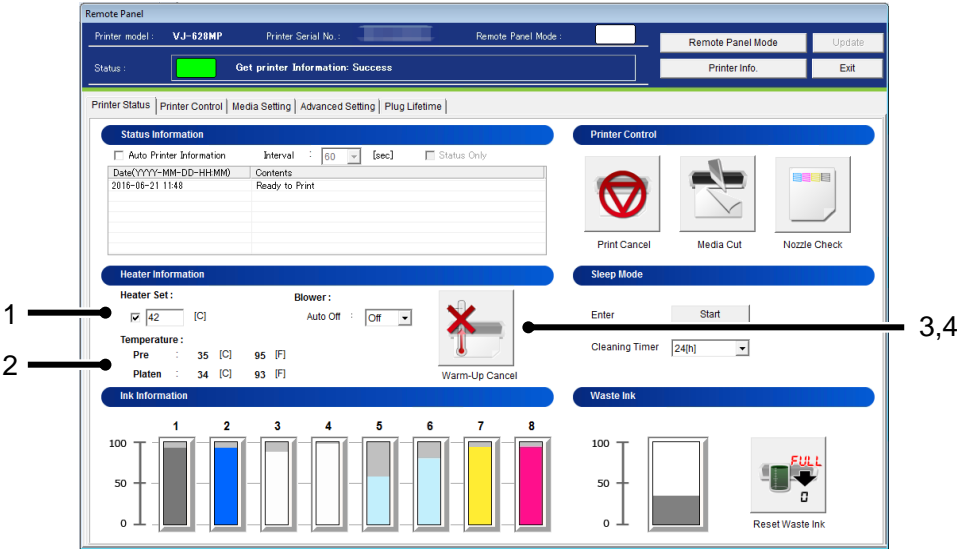 Remote Panel
Printer model : VJ-628MP Printer Serial No. : Remote Panel Mode :
Remote Panel Mode Update
Status : Get printer Information: Success
Printer Info. Exit
Printer Status Printer Control Media Setting Advanced Setting Plug Lifetime
Status Information
Auto Printer Information Interval : 60 [sec] Status Only
Date(YYYY-MM-DD-HH:MM) Contents
2016-06-21 11:48 Ready to Print
Printer Control
Print Cancel Media Cut Nozzle Check
Heater Information
Heater Set :
42 [C]
Blower :
Auto Off : Off
Temperature :
Pre : 35 [C] 95 [F]
Platen : 34 [C] 93 [F]
Warm-Up Cancel
1
2
3,4
Sleep Mode
Enter Start
Cleaning Timer 24[h]
Ink Information
1 2 3 4 5 6 7 8
100
50
0
Waste Ink
100
50
0
FULL
0
Reset Waste Ink